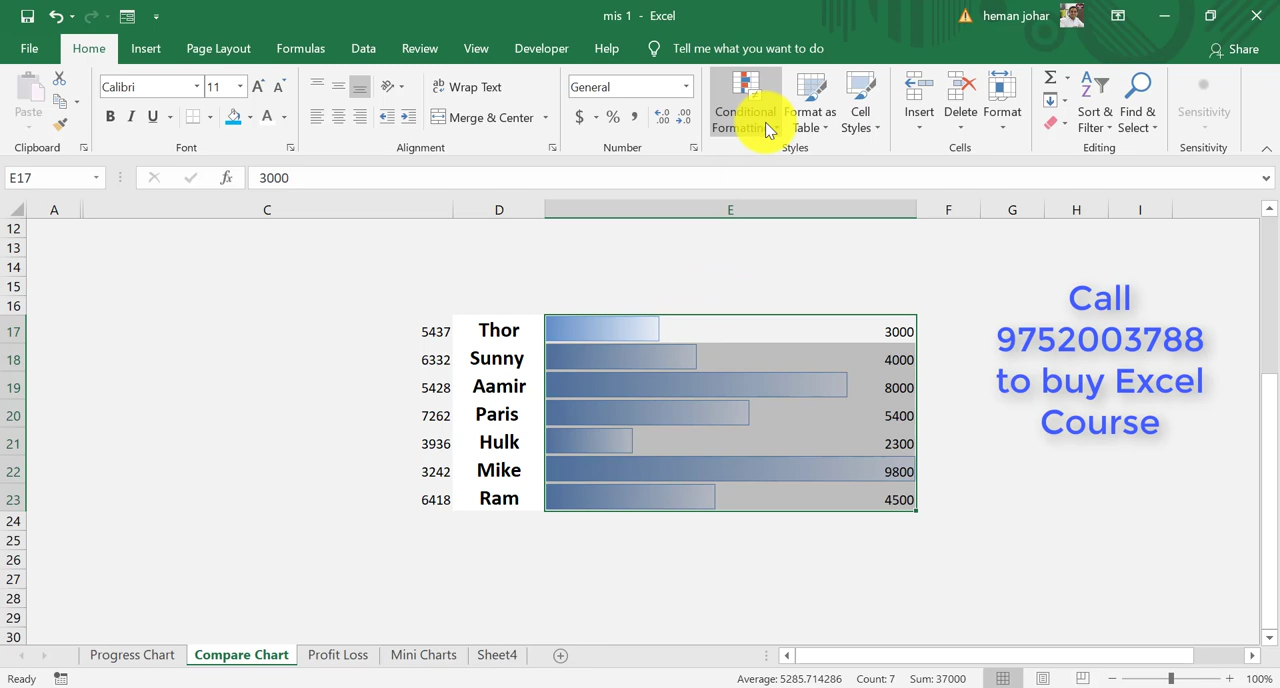 mis 1 - Excel
heman johar
File Home Insert Page Layout Formulas Data Review View Developer Help Tell me what you want to do Share
Calibri 11 Wrap Text General
Paste B I U A Merge & Center $ % , Conditional Formatting Format as Table Cell Styles Insert Delete Format Sort & Filter Find & Select Sensitivity
Clipboard Font Alignment Number Styles Cells Editing Sensitivity
E17 fx 3000
A C D E F G H I
12
13
14
15
16
17 5437 Thor 3000
18 6332 Sunny 4000
19 5428 Aamir 8000
20 7262 Paris 5400
21 3936 Hulk 2300
22 3242 Mike 9800
23 6418 Ram 4500
24
25
26
27
28
29
30
Call
9752003788
to buy Excel
Course
Progress Chart Compare Chart Profit Loss Mini Charts Sheet4
Ready Average: 5285.714286 Count: 7 Sum: 37000 100%